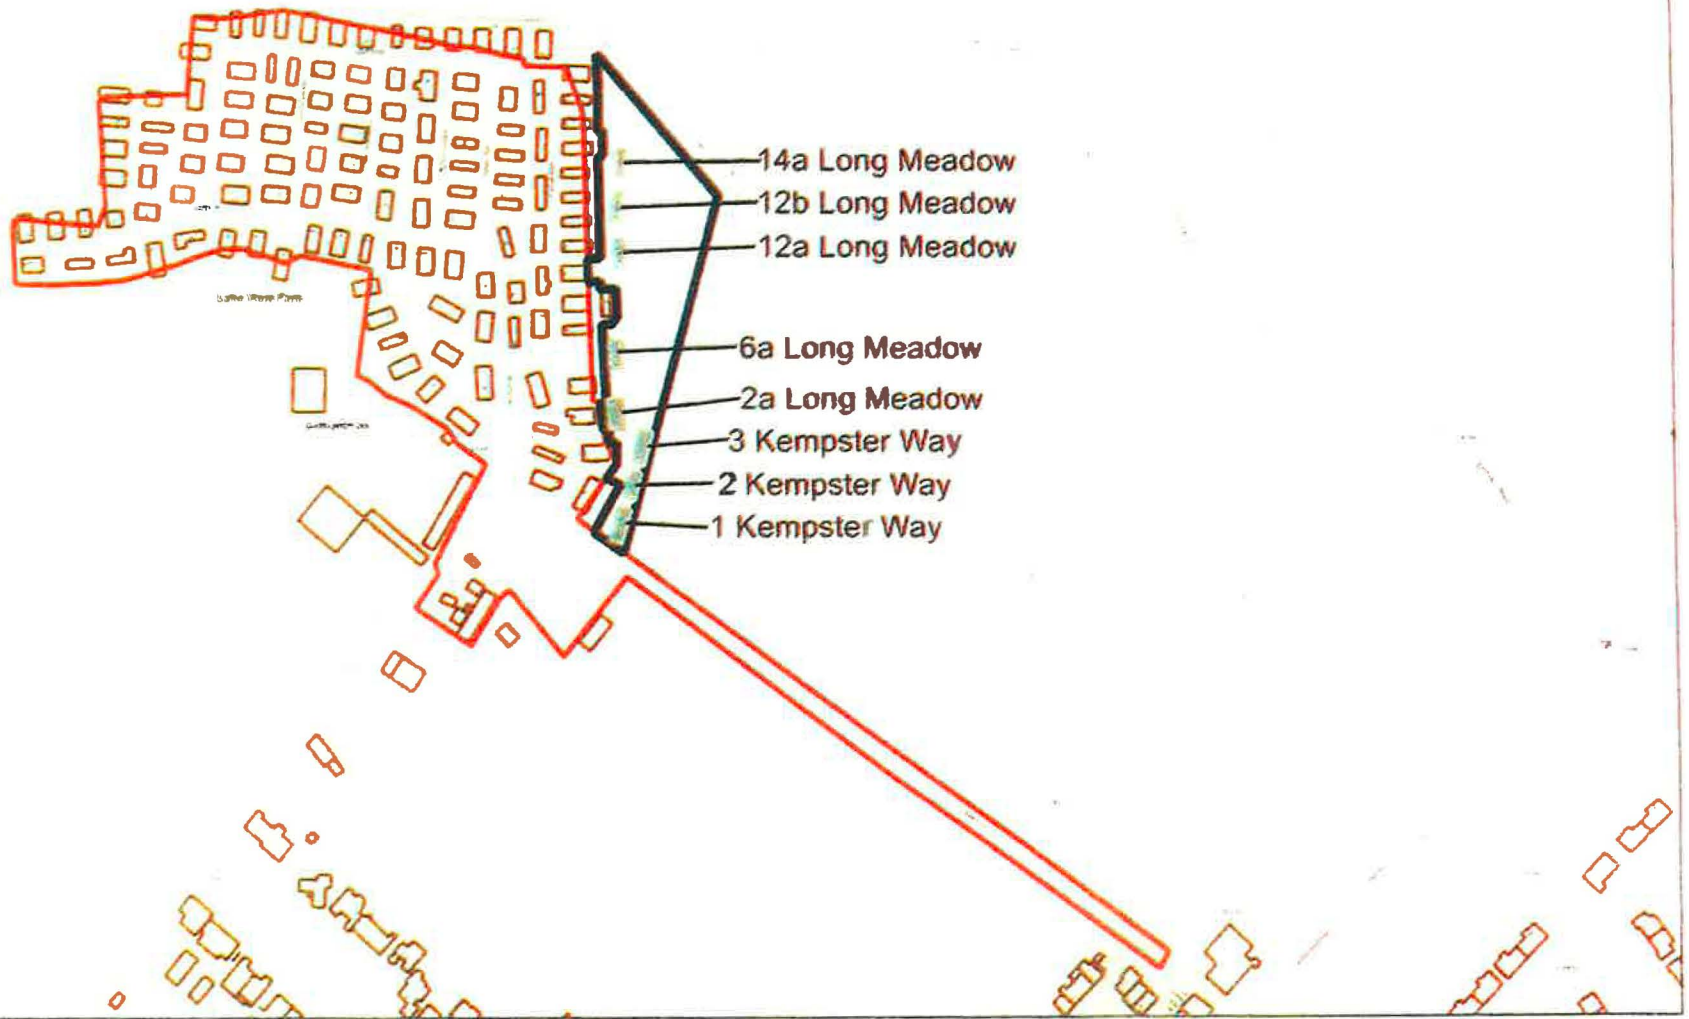 14a Long Meadow
12b Long Meadow
12a Long Meadow
6a Long Meadow
2a Long Meadow
3 Kempster Way
2 Kempster Way
1 Kempster Way